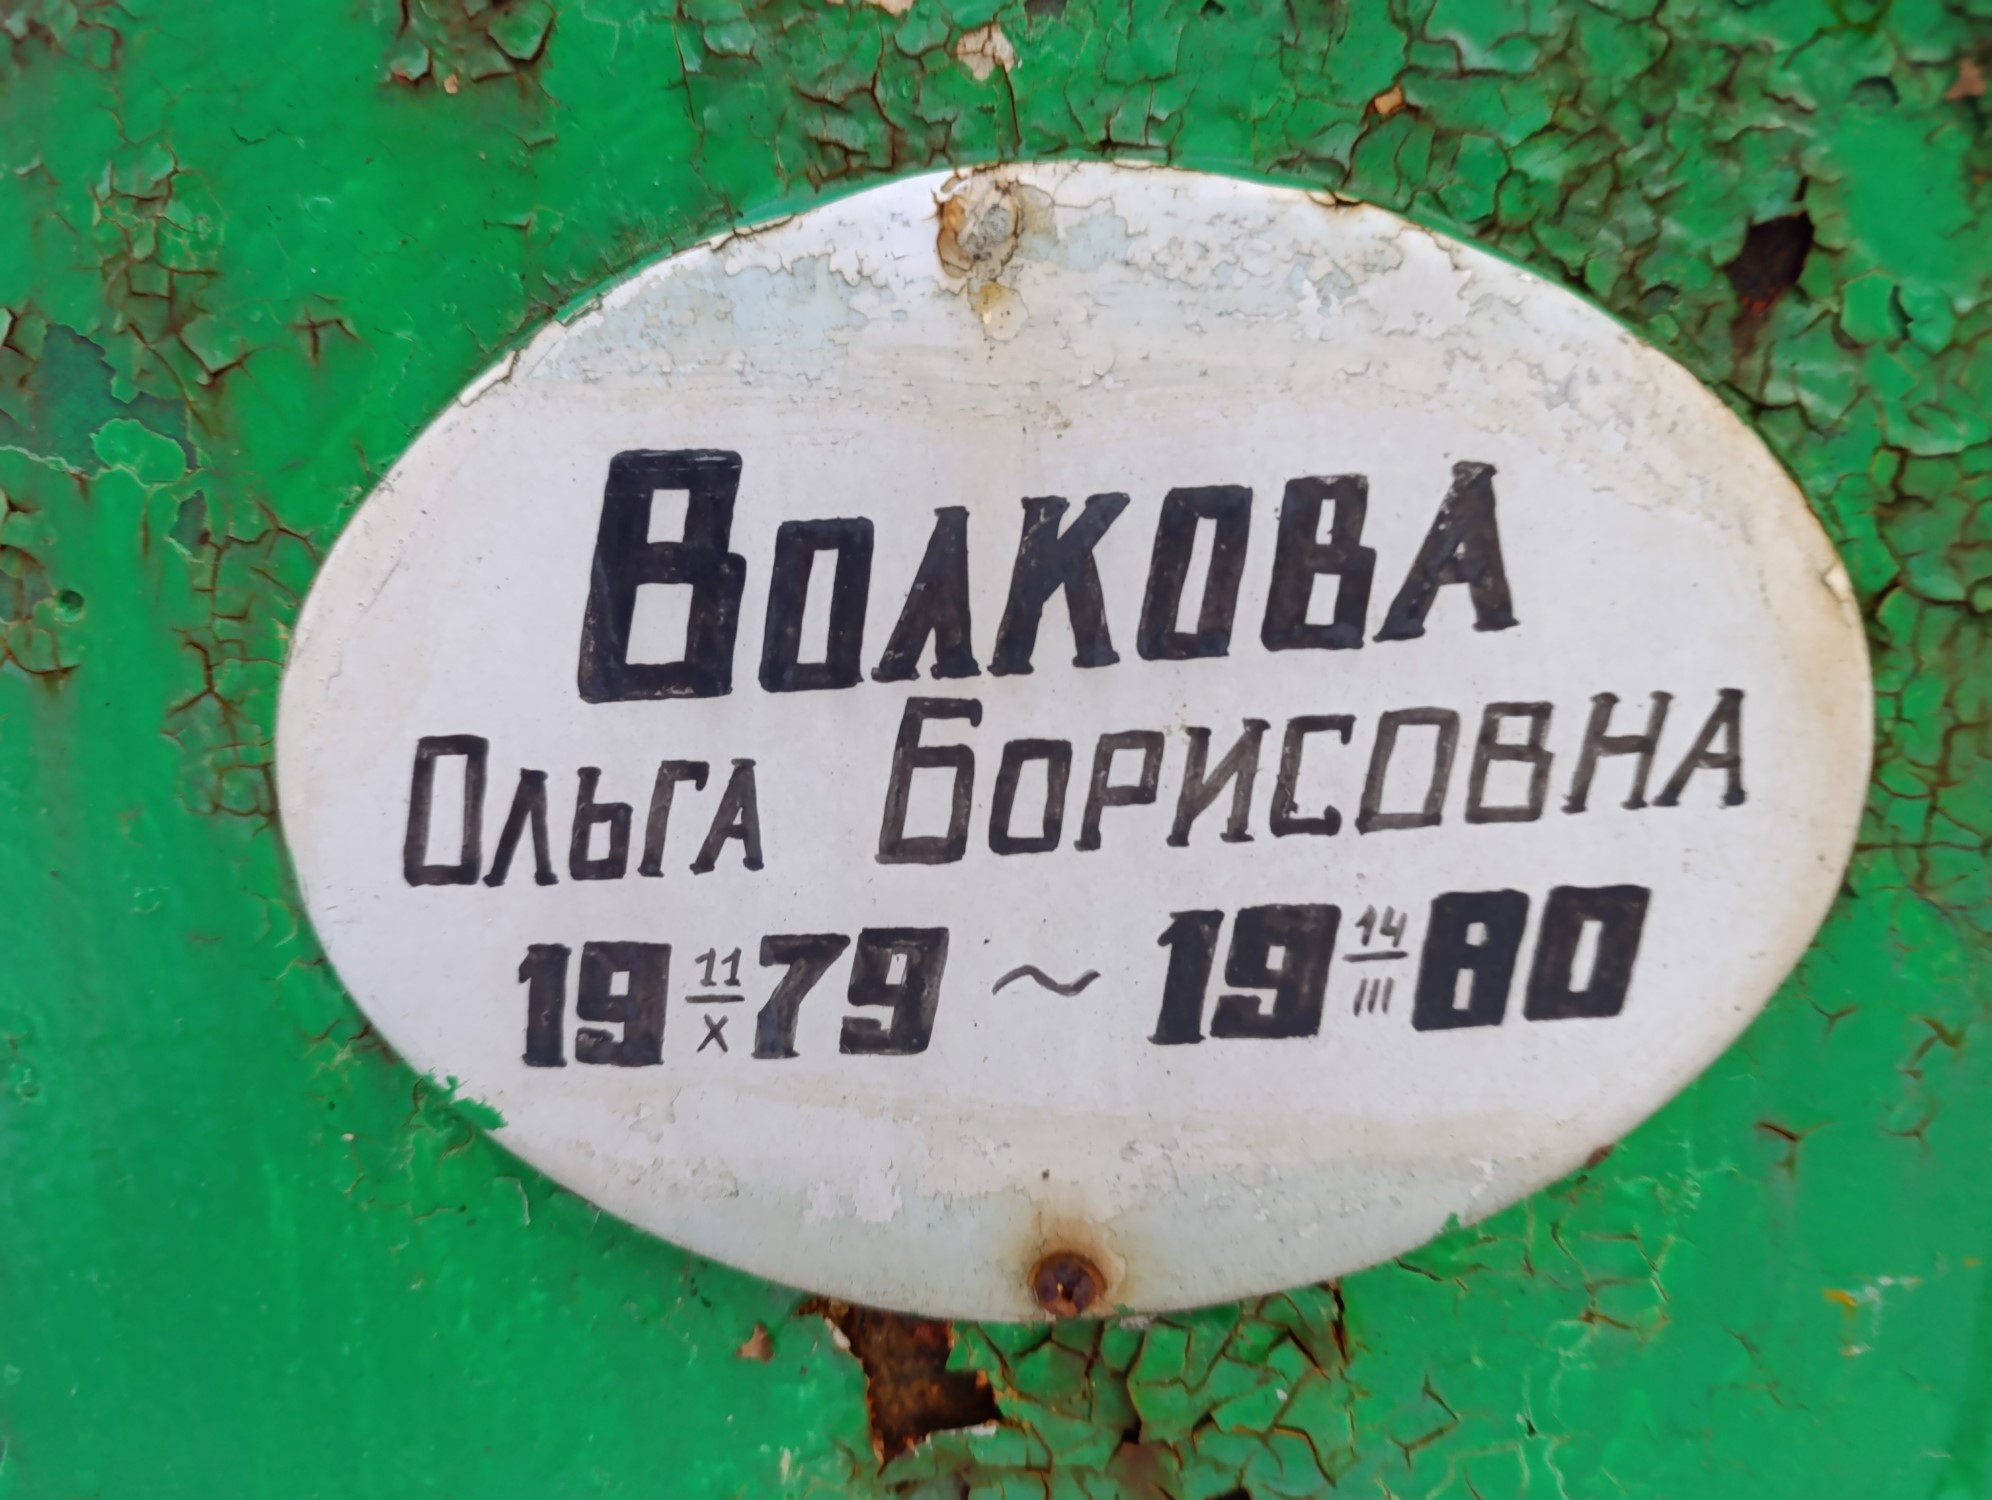 Волкова
Ольга Борисовна
19 11/X 79 ~ 19 14/III 80